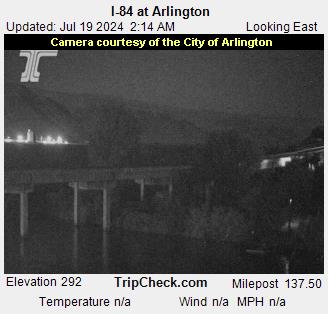 I-84 at Arlington
Updated: Jul 19 2024 2:14 AM Looking East
Camera courtesy of the City of Arlington
Elevation 292 TripCheck.com Milepost 137.50
Temperature n/a Wind n/a MPH n/a